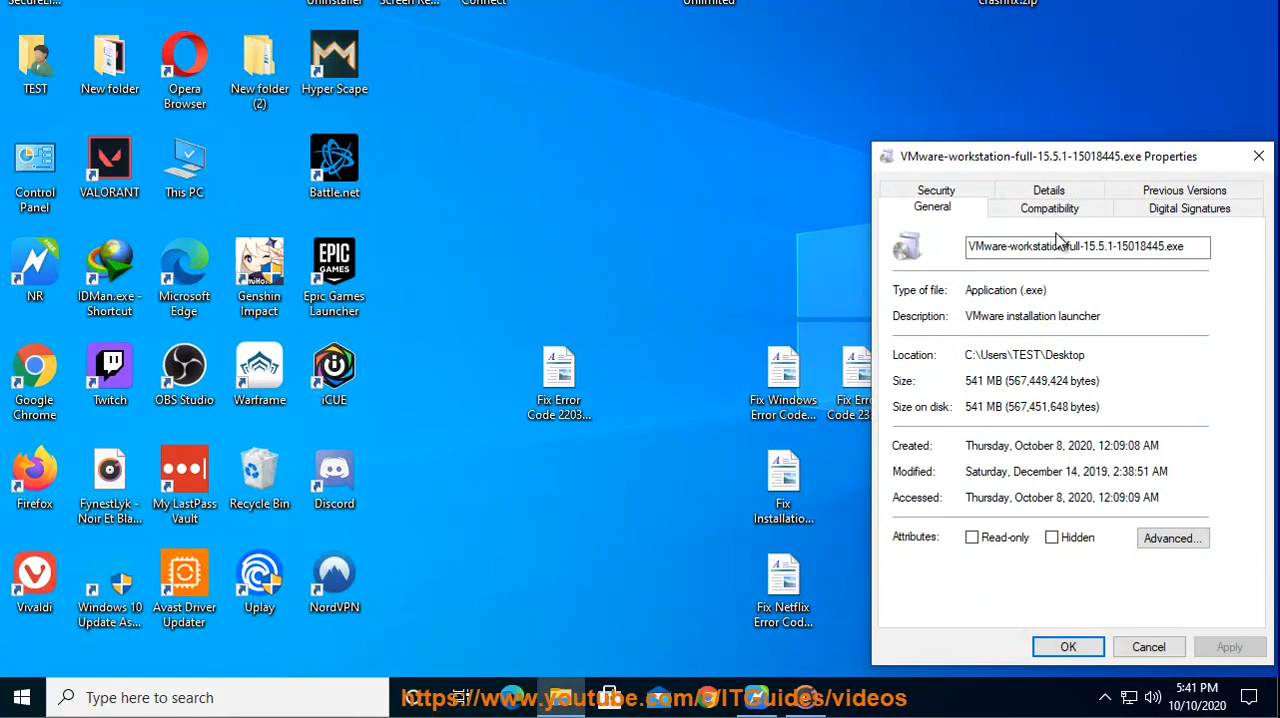 SecureLi...
Uninstaller
Screen Re...
Connect
Unlimited
crashfix.zip
TEST
New folder
Opera
Browser
New folder
(2)
Hyper Scape
Control
Panel
VALORANT
This PC
Battle.net
NR
IDMan.exe -
Shortcut
Microsoft
Edge
Genshin
Impact
EPIC
GAMES
Epic Games
Launcher
Google
Chrome
Twitch
OBS Studio
Warframe
iCUE
Fix Error
Code 2203...
Fix Windows
Error Code...
Fix Err
Code 23
Firefox
FynestLyk -
Noir Et Bla...
My LastPass
Vault
Recycle Bin
Discord
Fix
Installatio...
Vivaldi
Windows 10
Update As...
Avast Driver
Updater
Uplay
NordVPN
Fix Netflix
Error Cod...
VMware-workstation-full-15.5.1-15018445.exe Properties
Security
Details
Previous Versions
General
Compatibility
Digital Signatures
VMware-workstation-full-15.5.1-15018445.exe
Type of file: Application (.exe)
Description: VMware installation launcher
Location: C:\Users\TEST\Desktop
Size: 541 MB (567,449,424 bytes)
Size on disk: 541 MB (567,451,648 bytes)
Created: Thursday, October 8, 2020, 12:09:08 AM
Modified: Saturday, December 14, 2019, 2:38:51 AM
Accessed: Thursday, October 8, 2020, 12:09:09 AM
Attributes: Read-only Hidden Advanced...
OK Cancel Apply
Type here to search
https://www.youtube.com/@ITGuides/videos
5:41 PM
10/10/2020